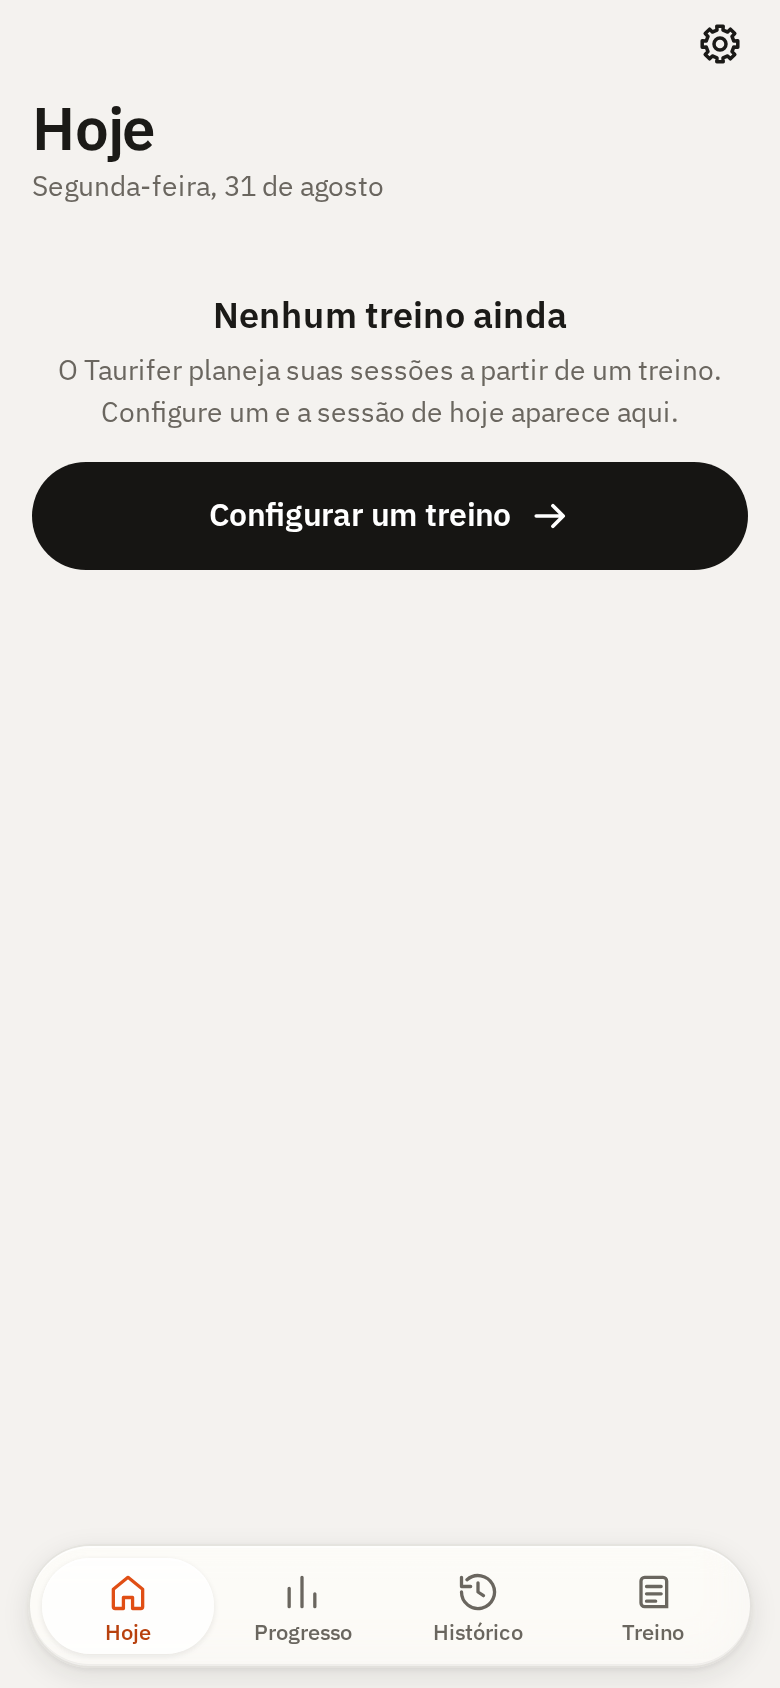 Hoje
Segunda-feira, 31 de agosto
Nenhum treino ainda
O Taurifer planeja suas sessões a partir de um treino.
Configure um e a sessão de hoje aparece aqui.
Configurar um treino
Hoje
Progresso
Histórico
Treino